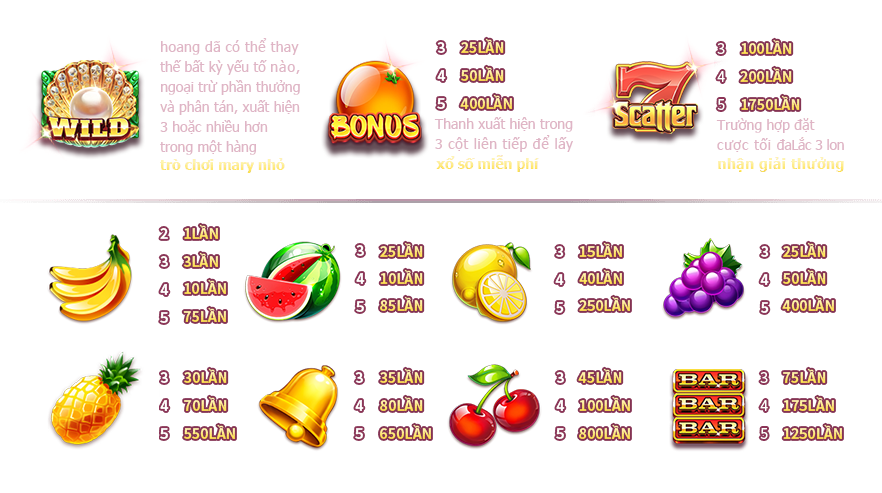 hoang dã có thể thay
thế bất kỳ yếu tố nào,
ngoại trừ phần thưởng
và phân tán, xuất hiện
3 hoặc nhiều hơn
trong một hàng
trò chơi mary nhỏ
WILD
3 25LẦN
4 50LẦN
5 400LẦN
BONUS
Thanh xuất hiện trong
3 cột liên tiếp để lấy
xổ số miễn phí
3 100LẦN
4 200LẦN
5 1750LẦN
7
Scatter
Trường hợp đặt
cược tối đaLắc 3 lon
nhận giải thưởng
2 1LẦN
3 3LẦN
4 10LẦN
5 75LẦN
3 25LẦN
4 10LẦN
5 85LẦN
3 15LẦN
4 40LẦN
5 250LẦN
3 25LẦN
4 50LẦN
5 400LẦN
3 30LẦN
4 70LẦN
5 550LẦN
3 35LẦN
4 80LẦN
5 650LẦN
3 45LẦN
4 100LẦN
5 800LẦN
BAR
BAR
BAR
3 75LẦN
4 175LẦN
5 1250LẦN